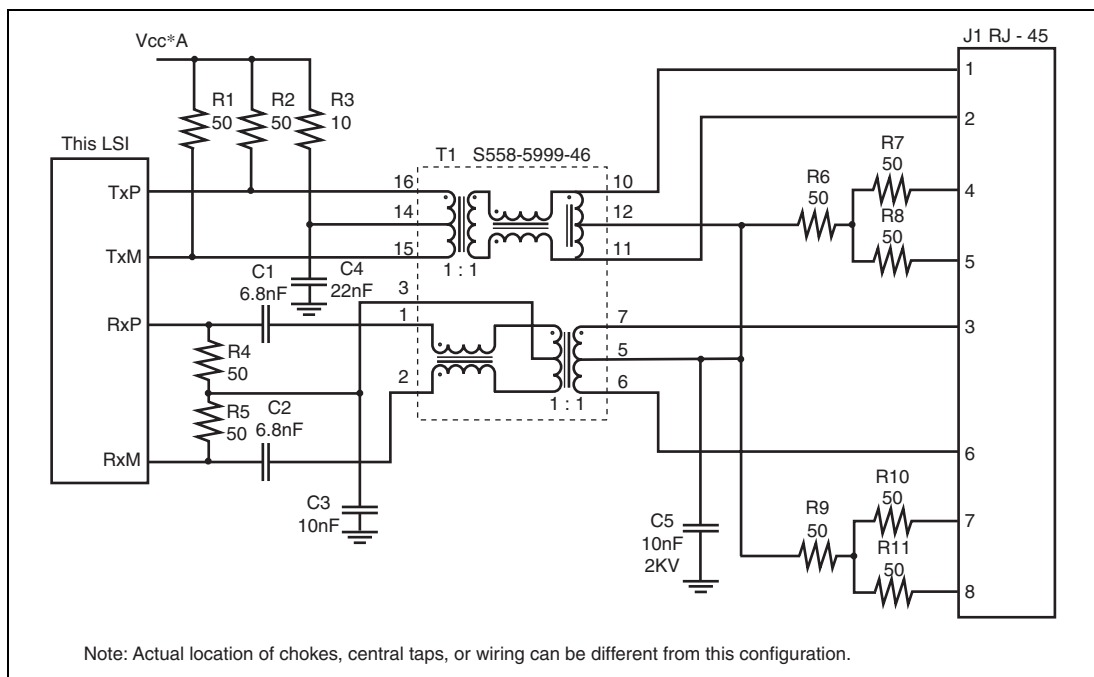 J1 RJ - 45
Vcc*A
1
R1
50
R2
50
R3
10
2
This LSI
T1 S558-5999-46
R7
50
TxP
16
10
R6
50
4
14
12
R8
50
TxM
15
11
5
1 : 1
C1
6.8nF
C4
22nF
3
RxP
1
7
3
R4
50
5
2
6
R5
50
C2
6.8nF
1 : 1
RxM
6
R10
50
C3
10nF
C5
10nF
2KV
R9
50
7
R11
50
8
Note: Actual location of chokes, central taps, or wiring can be different from this configuration.